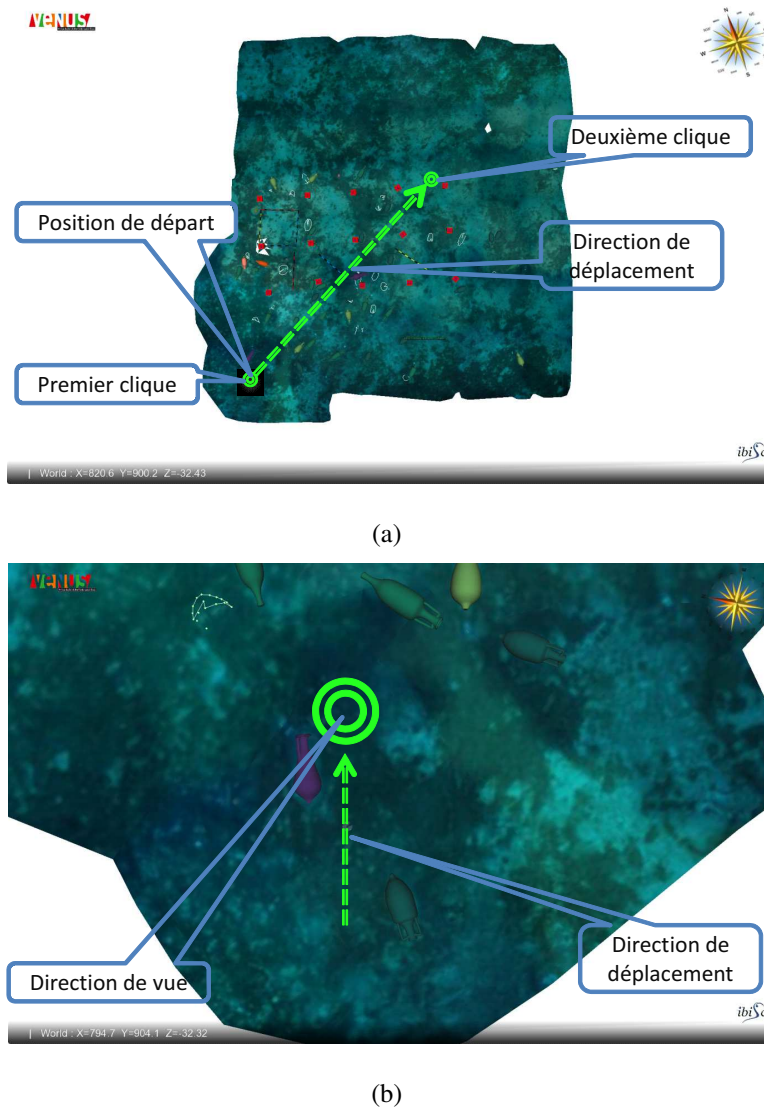 VENUS
N
W
S
Deuxième clique
Position de départ
Direction de
déplacement
Premier clique
ibiSc
| World : X=820.6 Y=900.2 Z=-32.43
(a)
VENUS
Direction de vue
Direction de
déplacement
ibiSc
| World : X=794.7 Y=904.1 Z=-32.32
(b)